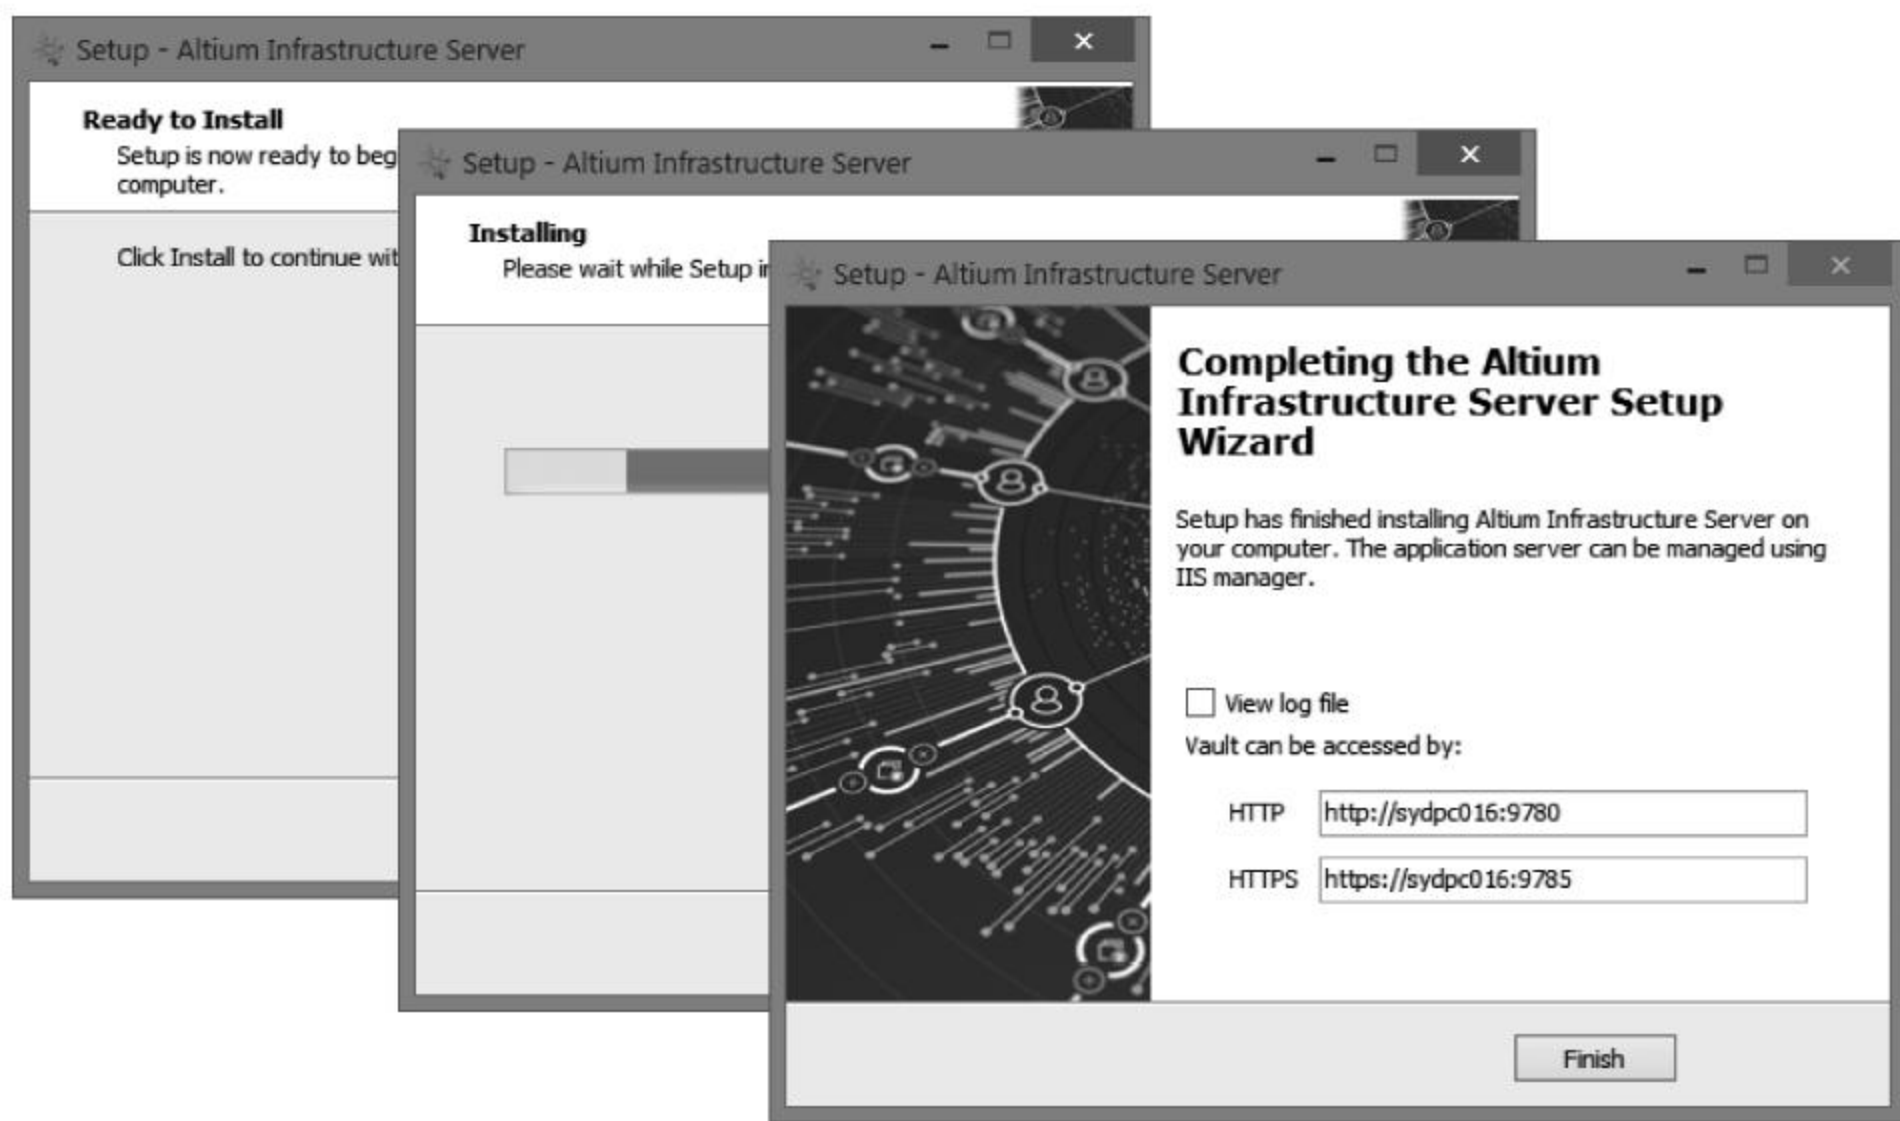 Setup - Altium Infrastructure Server
Ready to Install
Setup is now ready to
computer.
Click Install to continue
Setup - Altium Infrastructure Server
Installing
Please wait while Setup
Setup - Altium Infrastructure Server
Completing the Altium
Infrastructure Server Setup
Wizard
Setup has finished installing Altium Infrastructure Server on
your computer. The application server can be managed using
IIS manager.
View log file
Vault can be accessed by:
HTTP http://sydpc016:9780
HTTPS https://sydpc016:9785
Finish